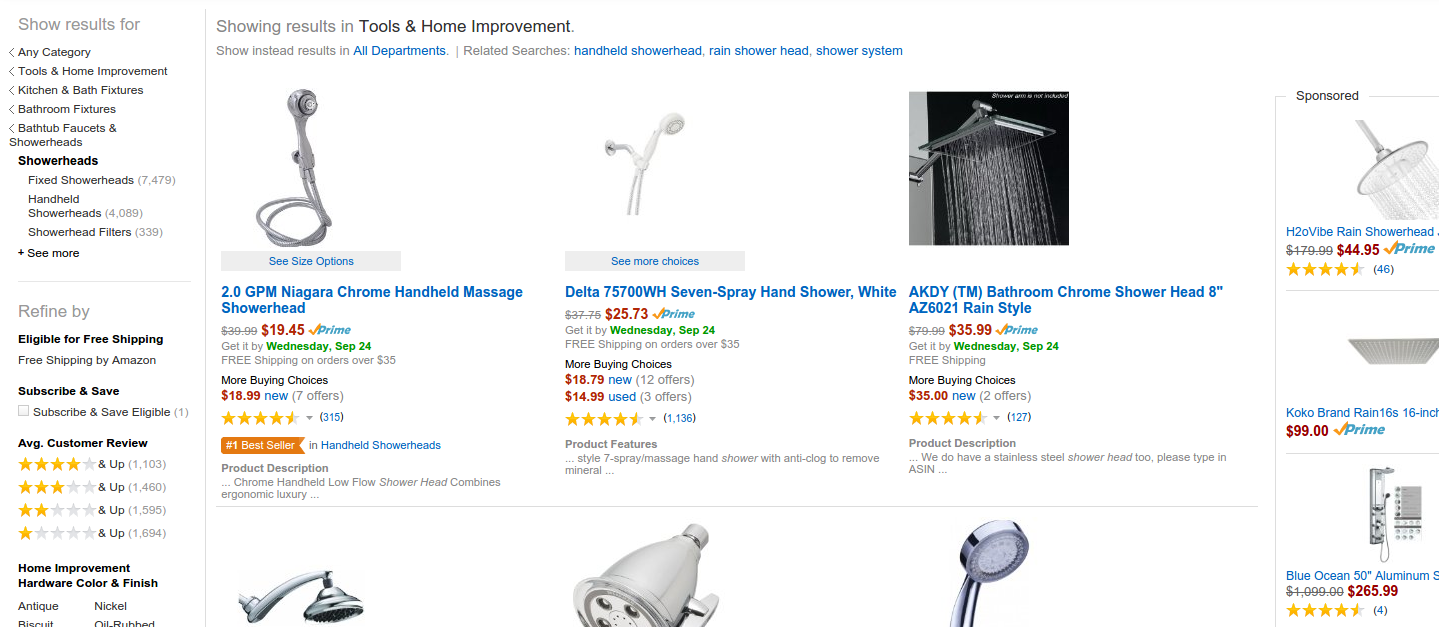 Show results for
Any Category
Tools & Home Improvement
Kitchen & Bath Fixtures
Bathroom Fixtures
Bathtub Faucets &
Showerheads
Showerheads
Fixed Showerheads (7,479)
Handheld
Showerheads (4,089)
Showerhead Filters (339)
+ See more
Refine by
Eligible for Free Shipping
Free Shipping by Amazon
Subscribe & Save
Subscribe & Save Eligible (1)
Avg. Customer Review
& Up (1,103)
& Up (1,460)
& Up (1,595)
& Up (1,694)
Home Improvement
Hardware Color & Finish
Antique Nickel
Biscuit Oil-Rubbed
Showing results in Tools & Home Improvement.
Show instead results in All Departments. | Related Searches: handheld showerhead, rain shower head, shower system
See Size Options
2.0 GPM Niagara Chrome Handheld Massage
Showerhead
$39.99 $19.45 Prime
Get it by Wednesday, Sep 24
FREE Shipping on orders over $35
More Buying Choices
$18.99 new (7 offers)
(315)
#1 Best Seller in Handheld Showerheads
Product Description
... Chrome Handheld Low Flow Shower Head Combines
ergonomic luxury ...
See more choices
Delta 75700WH Seven-Spray Hand Shower, White
$37.75 $25.73 Prime
Get it by Wednesday, Sep 24
FREE Shipping on orders over $35
More Buying Choices
$18.79 new (12 offers)
$14.99 used (3 offers)
(1,136)
Product Features
... style 7-spray/massage hand shower with anti-clog to remove
mineral ...
Shower arm is not included
AKDY (TM) Bathroom Chrome Shower Head 8"
AZ6021 Rain Style
$79.99 $35.99 Prime
Get it by Wednesday, Sep 24
FREE Shipping
More Buying Choices
$35.00 new (2 offers)
(127)
Product Description
... We do have a stainless steel shower head too, please type in
ASIN ...
Sponsored
H2oVibe Rain Showerhead
$179.99 $44.95 Prime
(46)
Koko Brand Rain16s 16-inch
$99.00 Prime
Blue Ocean 50" Aluminum S
$1,099.00 $265.99
(4)